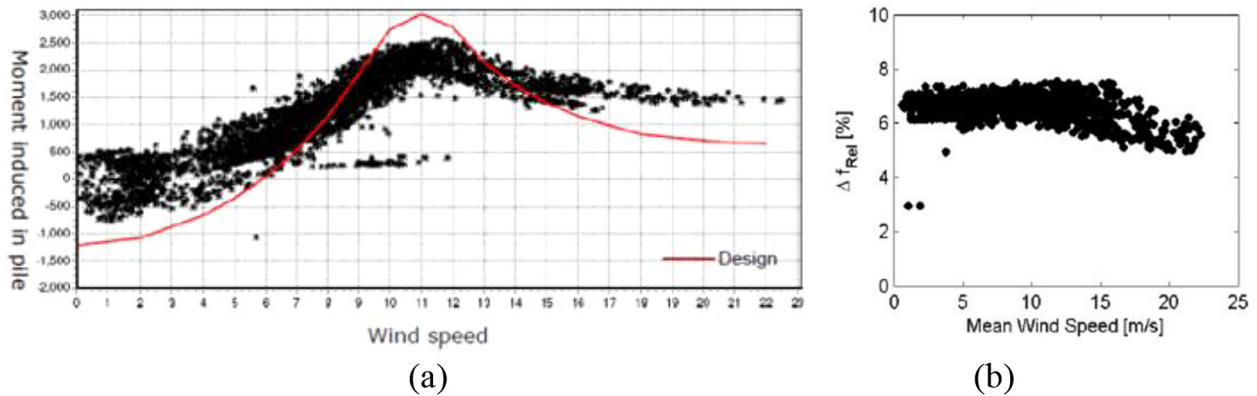 Moment induced in pile
3,000
2,500
2,000
1,500
1,000
500
0
-500
-1,000
-1,500
2,000
0 1 2 3 4 5 6 7 8 9 10 11 12 13 14 15 16 17 18 19 20 21 22 23
Design
Wind speed
(a)
Δ fRel [%]
10
8
6
4
2
0
0 5 10 15 20 25
Mean Wind Speed [m/s]
(b)